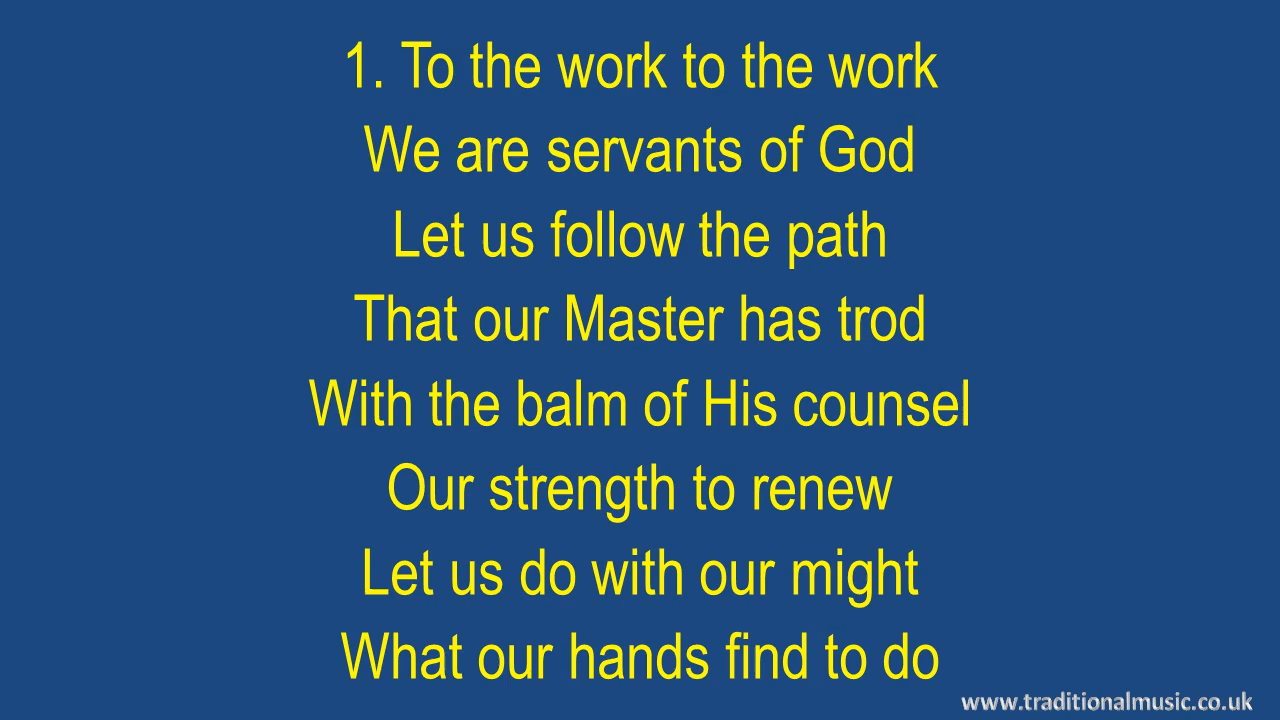 1. To the work to the work
We are servants of God
Let us follow the path
That our Master has trod
With the balm of His counsel
Our strength to renew
Let us do with our might
What our hands find to do
www.traditionalmusic.co.uk